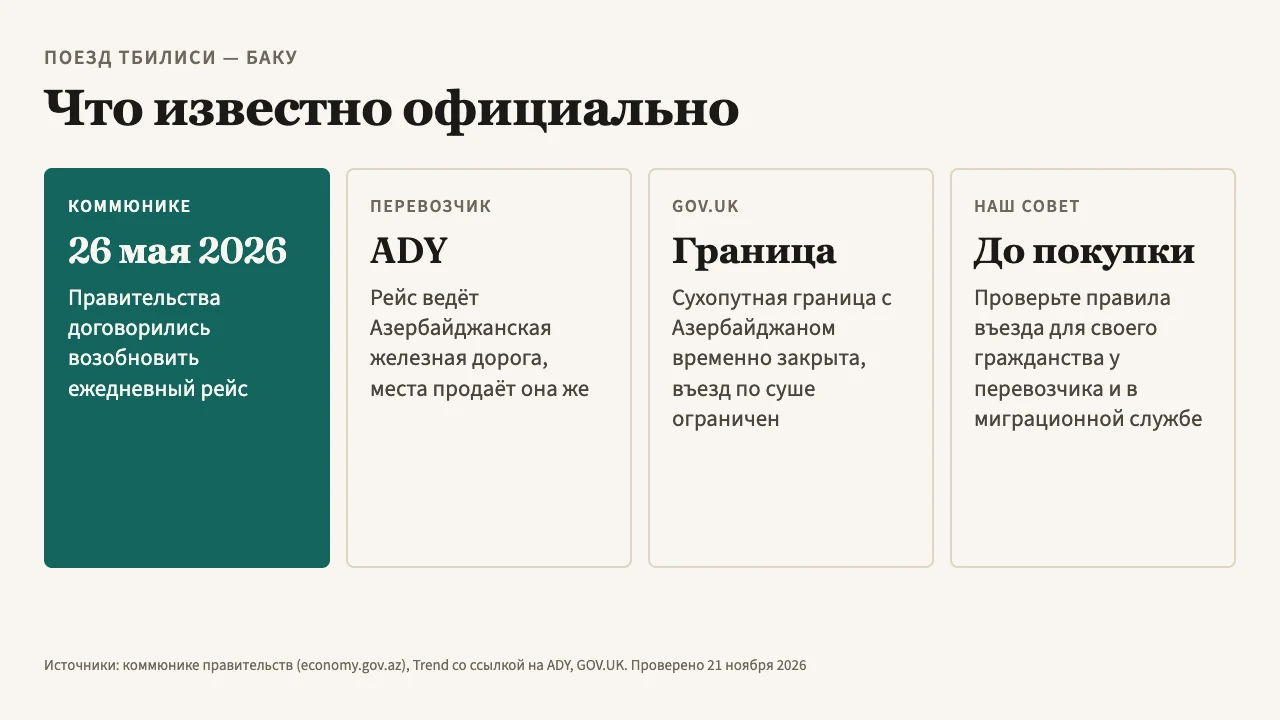 ПОЕЗД ТБИЛИСИ — БАКУ
Что известно официально
КОММЮНИКЕ
26 мая 2026
Правительства
договорились
возобновить
ежедневный рейс
ПЕРЕВОЗЧИК
ADY
Рейс ведёт
Азербайджанская
железная дорога,
места продаёт она же
GOV.UK
Граница
Сухопутная граница с
Азербайджаном
временно закрыта,
въезд по суше
ограничен
НАШ СОВЕТ
До покупки
Проверьте правила
въезда для своего
гражданства у
перевозчика и в
миграционной службе
Источники: коммюнике правительств (economy.gov.az), Trend со ссылкой на ADY, GOV.UK. Проверено 21 ноября 2026